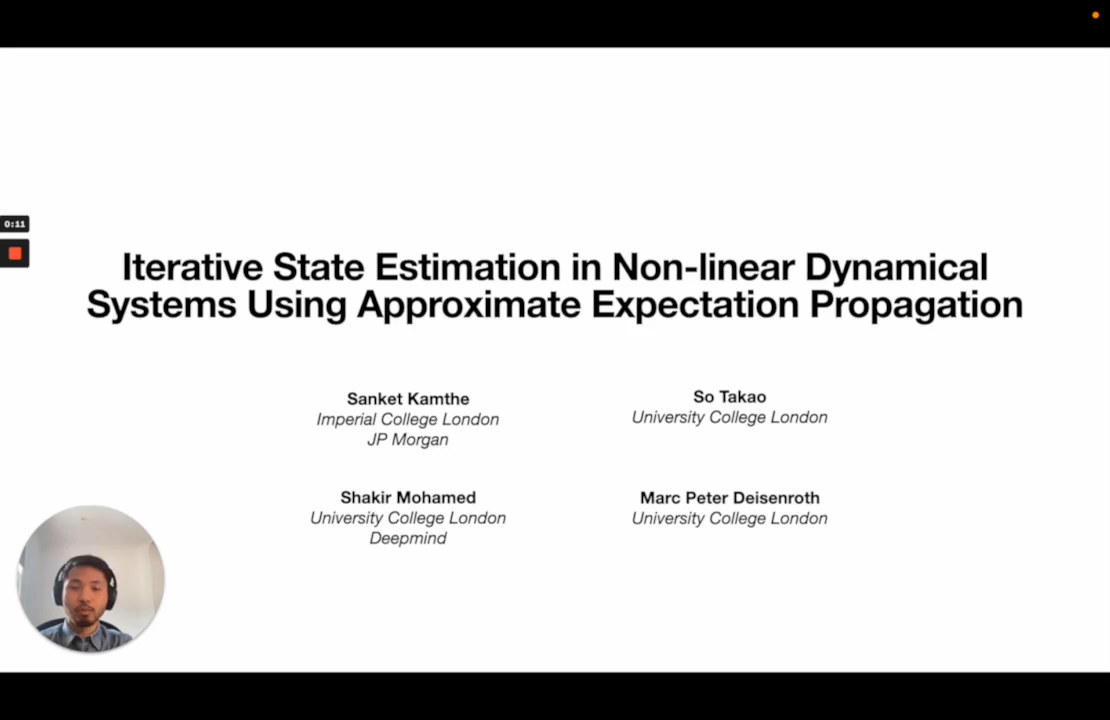 0:11
Iterative State Estimation in Non-linear Dynamical
Systems Using Approximate Expectation Propagation
Sanket Kamthe
Imperial College London
JP Morgan
So Takao
University College London
Shakir Mohamed
University College London
Deepmind
Marc Peter Deisenroth
University College London